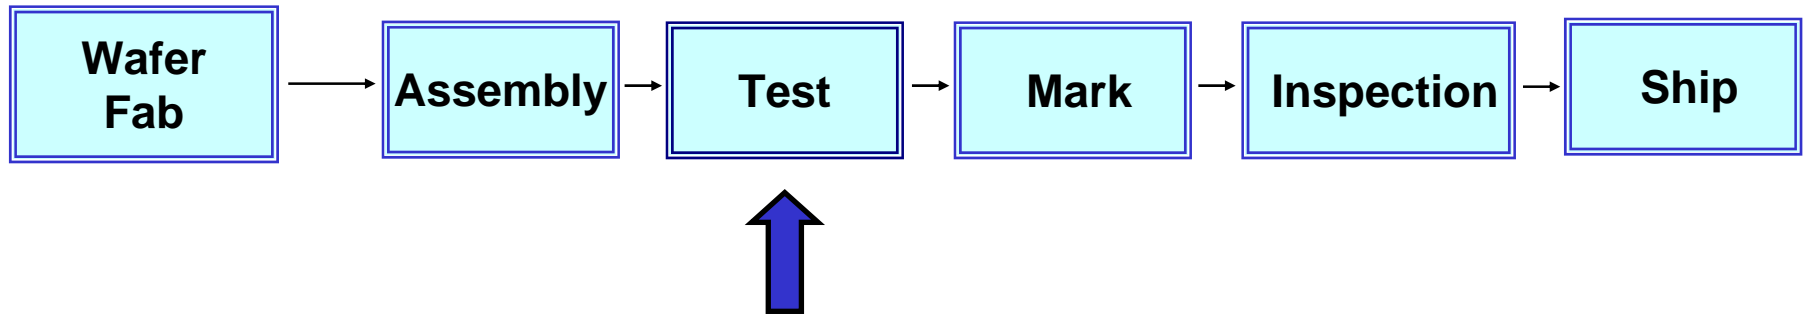 Wafer
Fab
Assembly
Test
Mark
Inspection
Ship